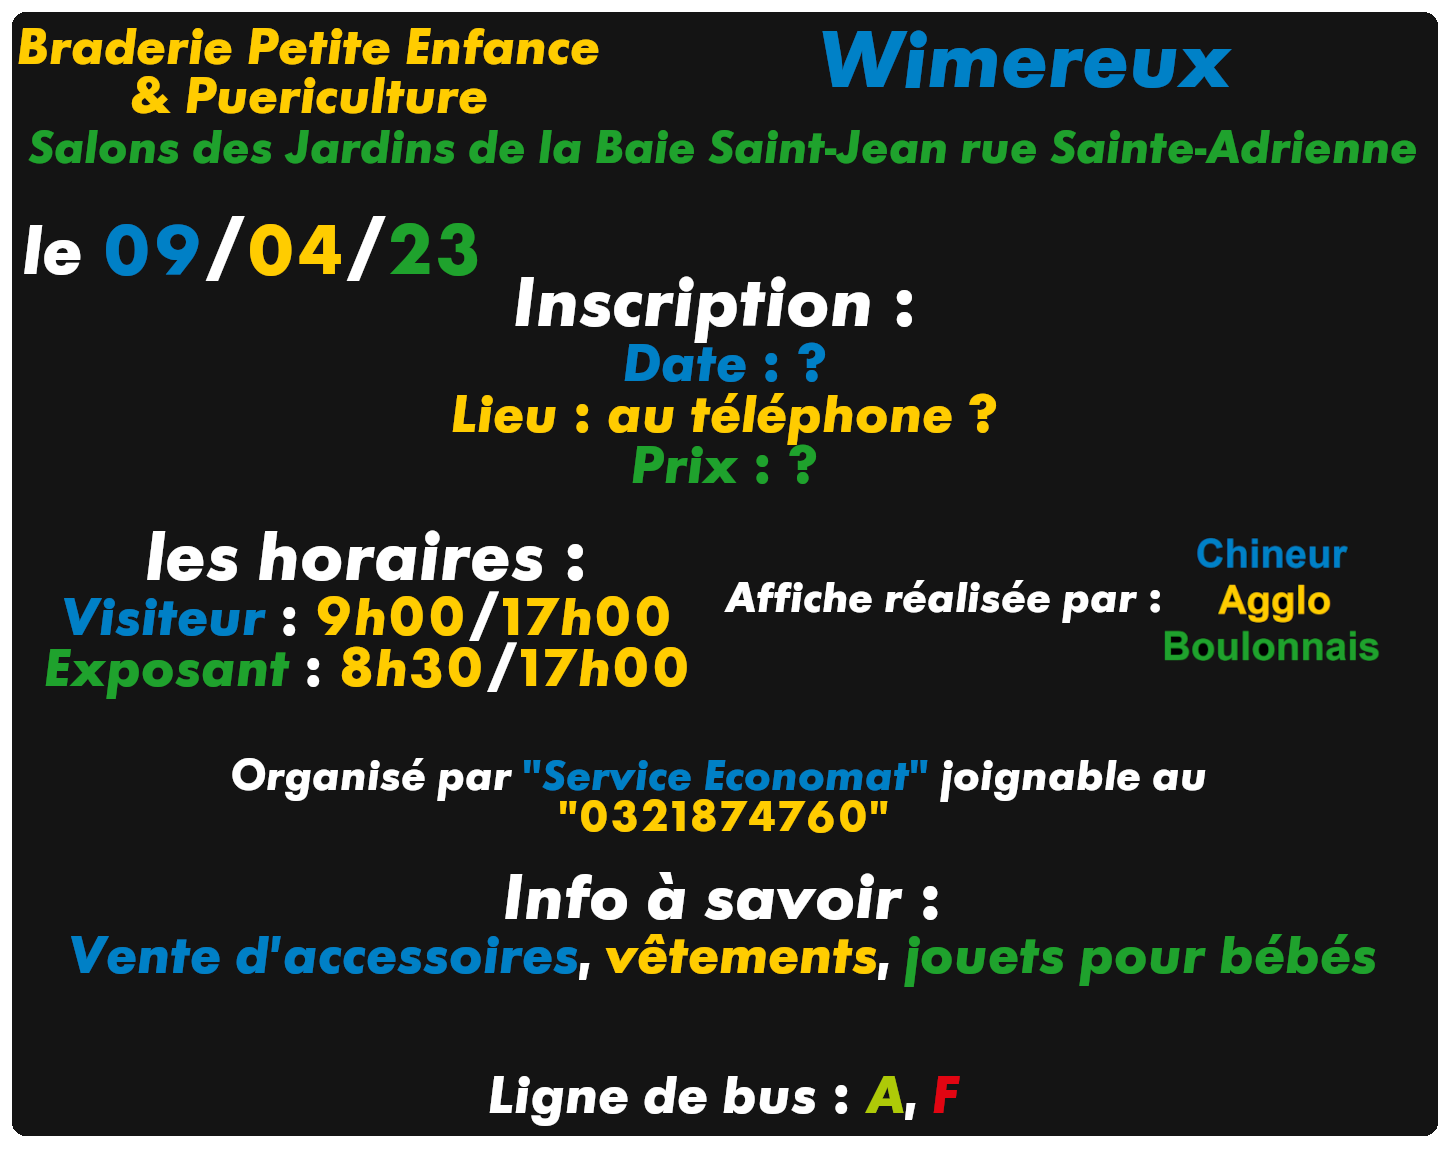 Braderie Petite Enfance
& Puericulture
Wimereux
Salons des Jardins de la Baie Saint-Jean rue Sainte-Adrienne
le 09/04/23
Inscription :
Date : ?
Lieu : au téléphone ?
Prix : ?
les horaires :
Visiteur : 9h00/17h00
Exposant : 8h30/17h00
Affiche réalisée par :
Chineur
Agglo
Boulonnais
Organisé par "Service Economat" joignable au
"0321874760"
Info à savoir :
Vente d'accessoires, vêtements, jouets pour bébés
Ligne de bus : A, F